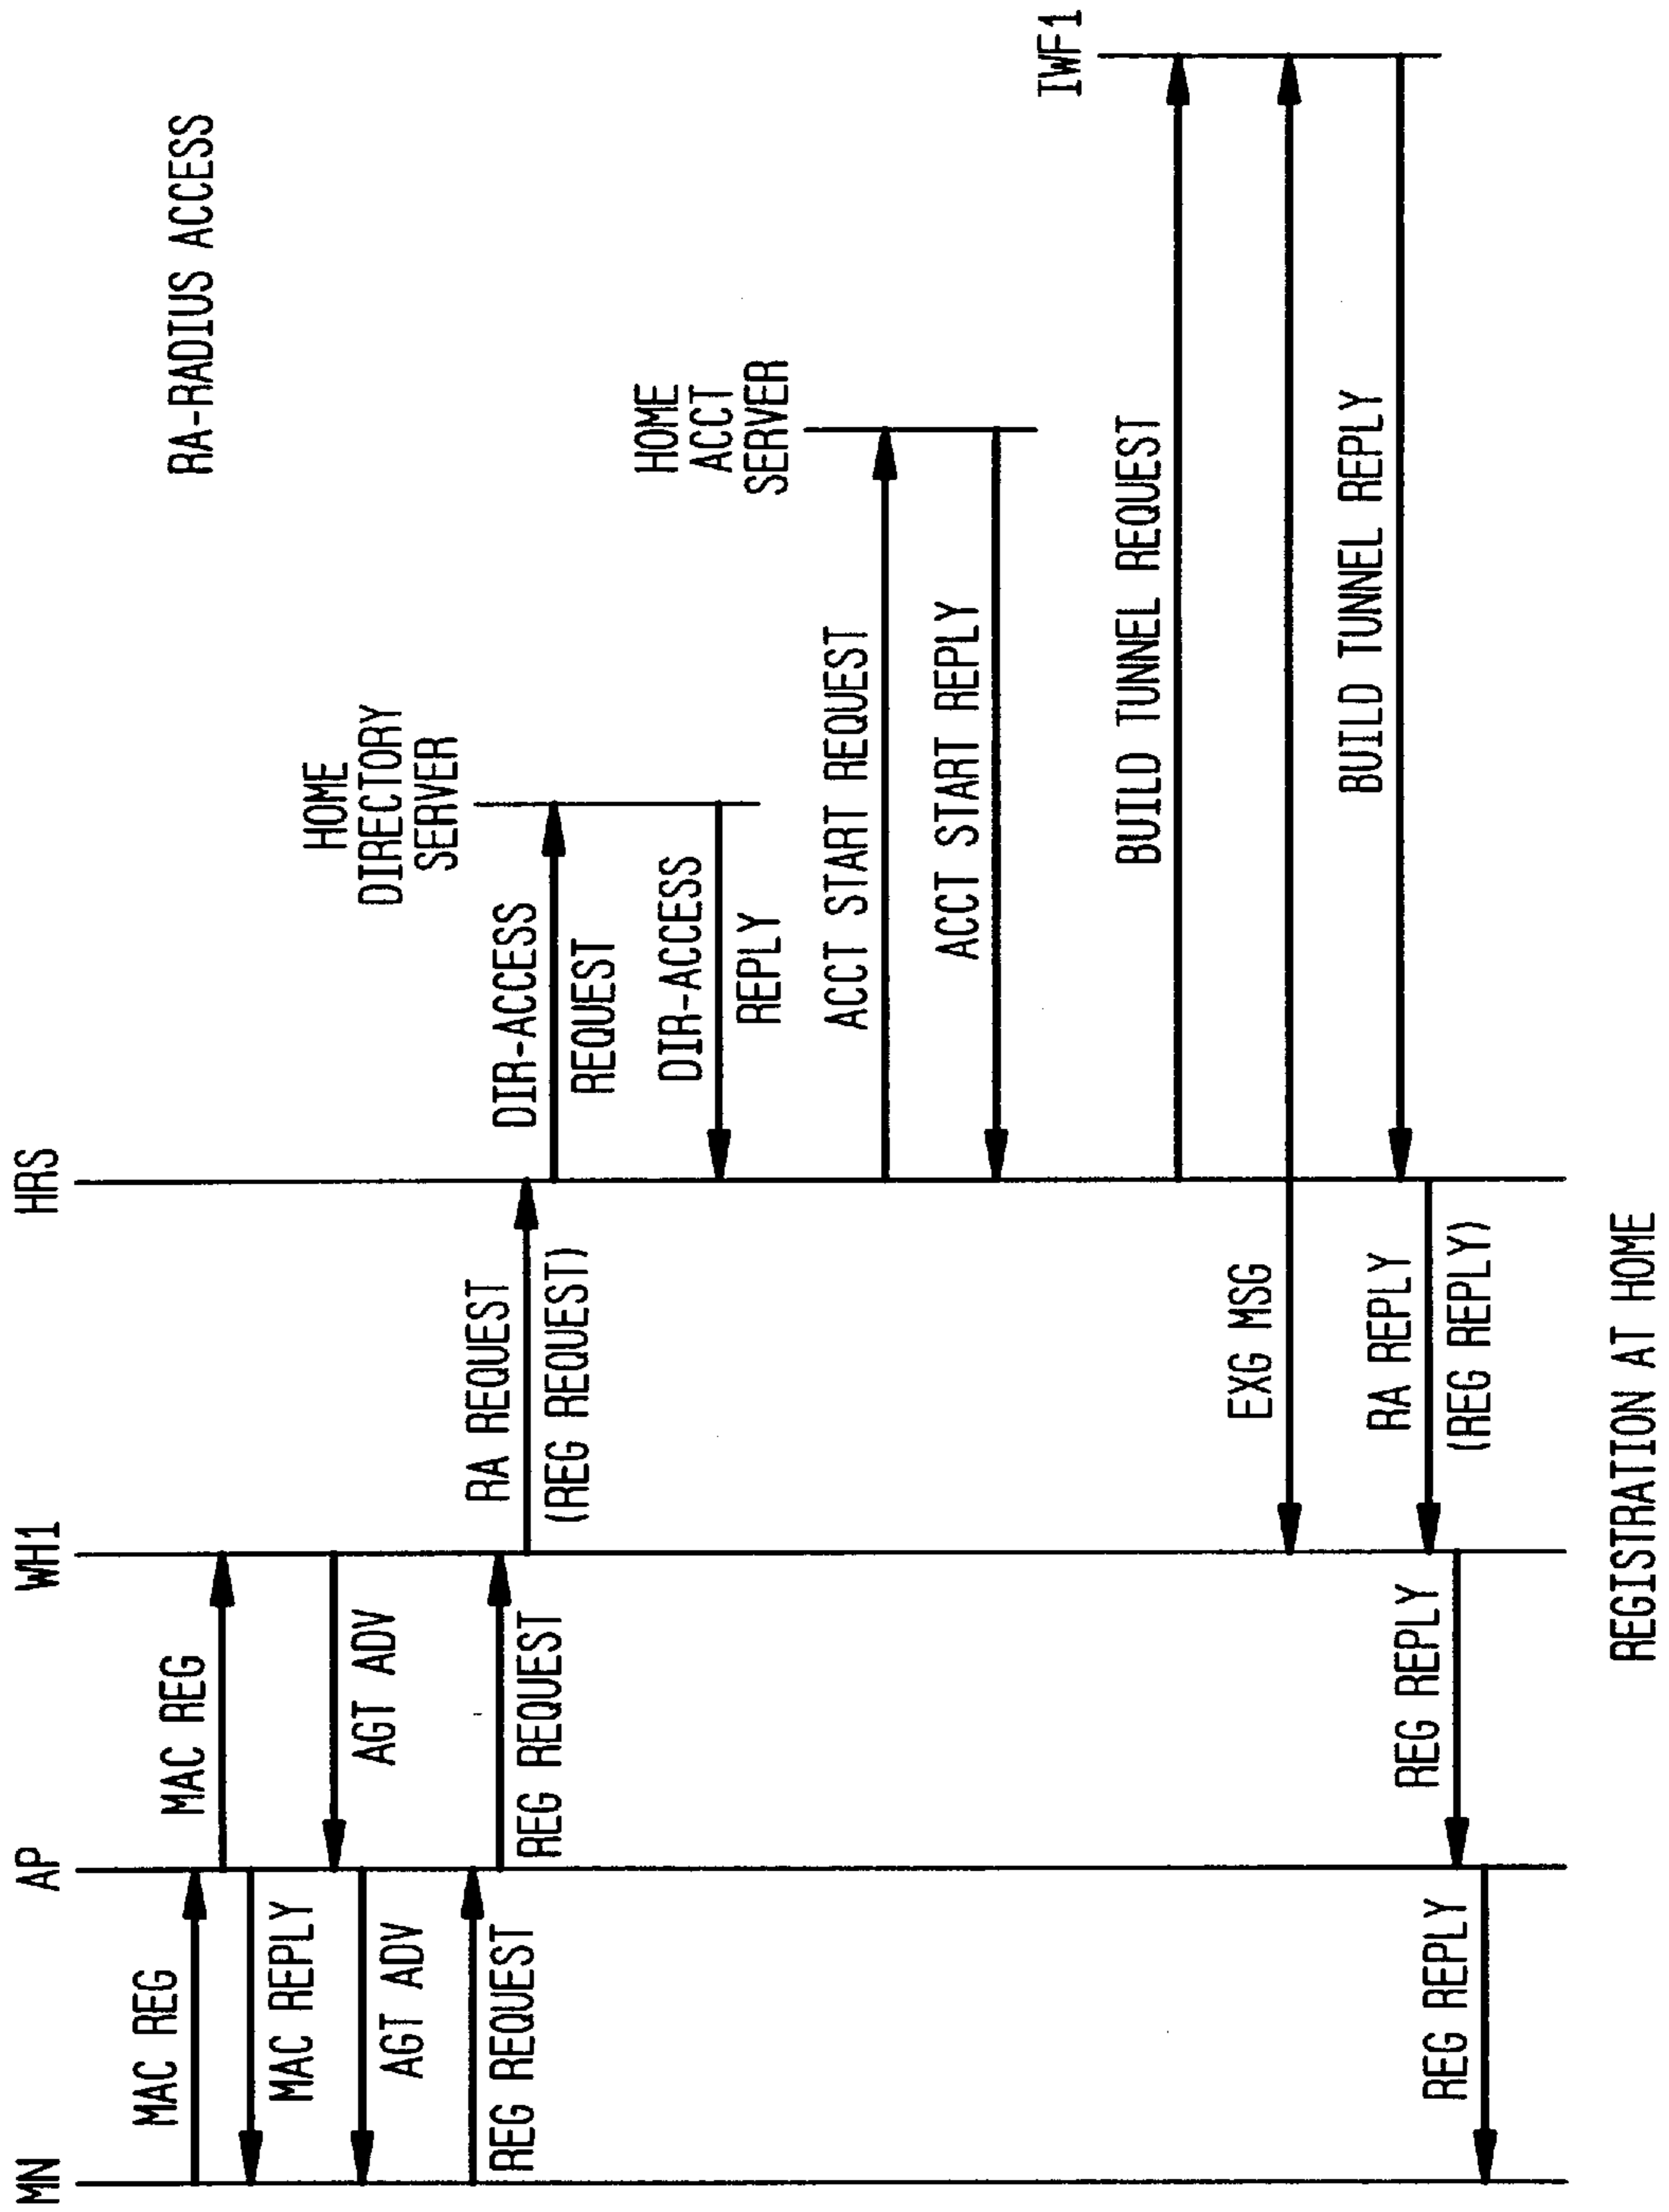 MN
AP
WH1
HRS
RA-RADIUS ACCESS
MAC REG
MAC REG
MAC REPLY
AGT ADV
AGT ADV
REG REQUEST
REG REQUEST
RA REQUEST
(REG REQUEST)
HOME
DIRECTORY
SERVER
DIR-ACCESS
REQUEST
DIR-ACCESS
REPLY
HOME
ACCT
SERVER
ACCT START REQUEST
ACCT START REPLY
IWF1
BUILD TUNNEL REQUEST
EXG MSG
BUILD TUNNEL REPLY
RA REPLY
(REG REPLY)
REG REPLY
REG REPLY
REGISTRATION AT HOME